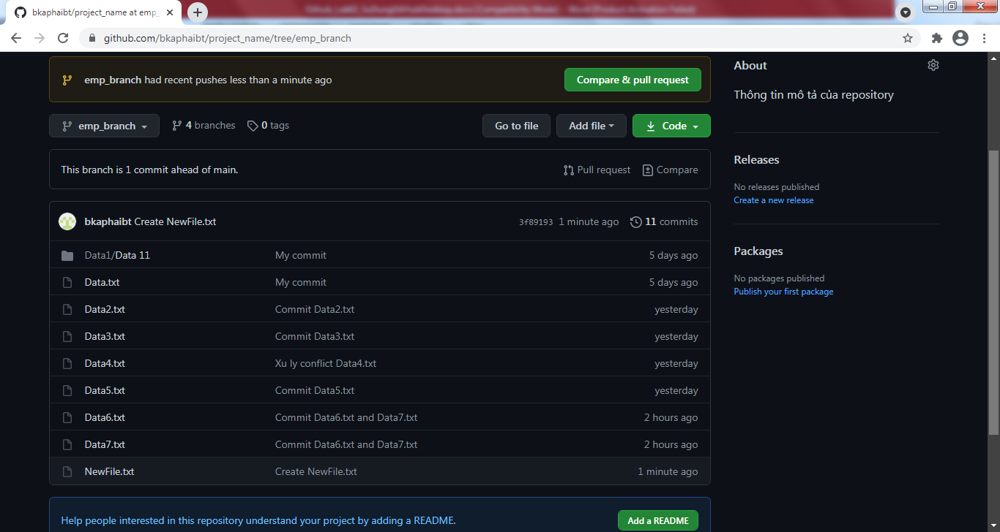 bkaphaibt/project_name at emp_
github.com/bkaphaibt/project_name/tree/emp_branch
emp_branch had recent pushes less than a minute ago
Compare & pull request
emp_branch
4 branches
0 tags
Go to file
Add file
Code
This branch is 1 commit ahead of main.
Pull request
Compare
bkaphaibt Create NewFile.txt
3f89193 1 minute ago
11 commits
Data1/Data 11 My commit 5 days ago
Data.txt My commit 5 days ago
Data2.txt Commit Data2.txt yesterday
Data3.txt Commit Data3.txt yesterday
Data4.txt Xu ly conflict Data4.txt yesterday
Data5.txt Commit Data5.txt yesterday
Data6.txt Commit Data6.txt and Data7.txt 2 hours ago
Data7.txt Commit Data6.txt and Data7.txt 2 hours ago
NewFile.txt Create NewFile.txt 1 minute ago
Help people interested in this repository understand your project by adding a README.
Add a README
About
Thông tin mô tả của repository
Releases
No releases published
Create a new release
Packages
No packages published
Publish your first package